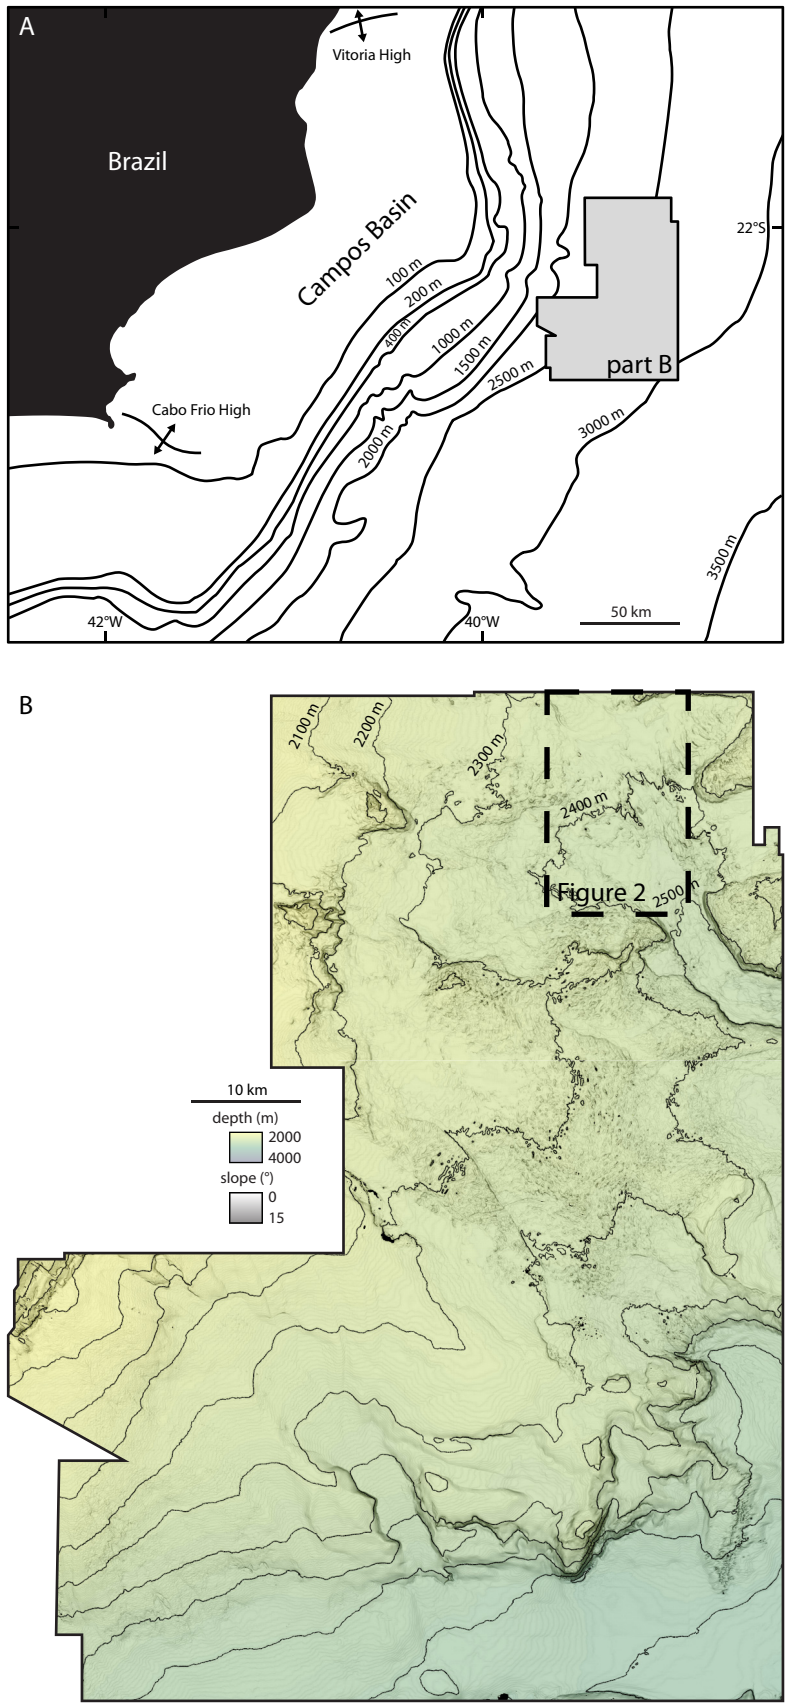 A
Vitoria High
Brazil
Campos Basin
22°S
100 m
200 m
400 m
1000 m
1500 m
2500 m
part B
Cabo Frio High
2000 m
3000 m
3500 m
50 km
42°W
40°W
B
2100 m
2200 m
2300 m
2400 m
Figure 2
2500 m
10 km
depth (m)
2000
4000
slope (°)
0
15